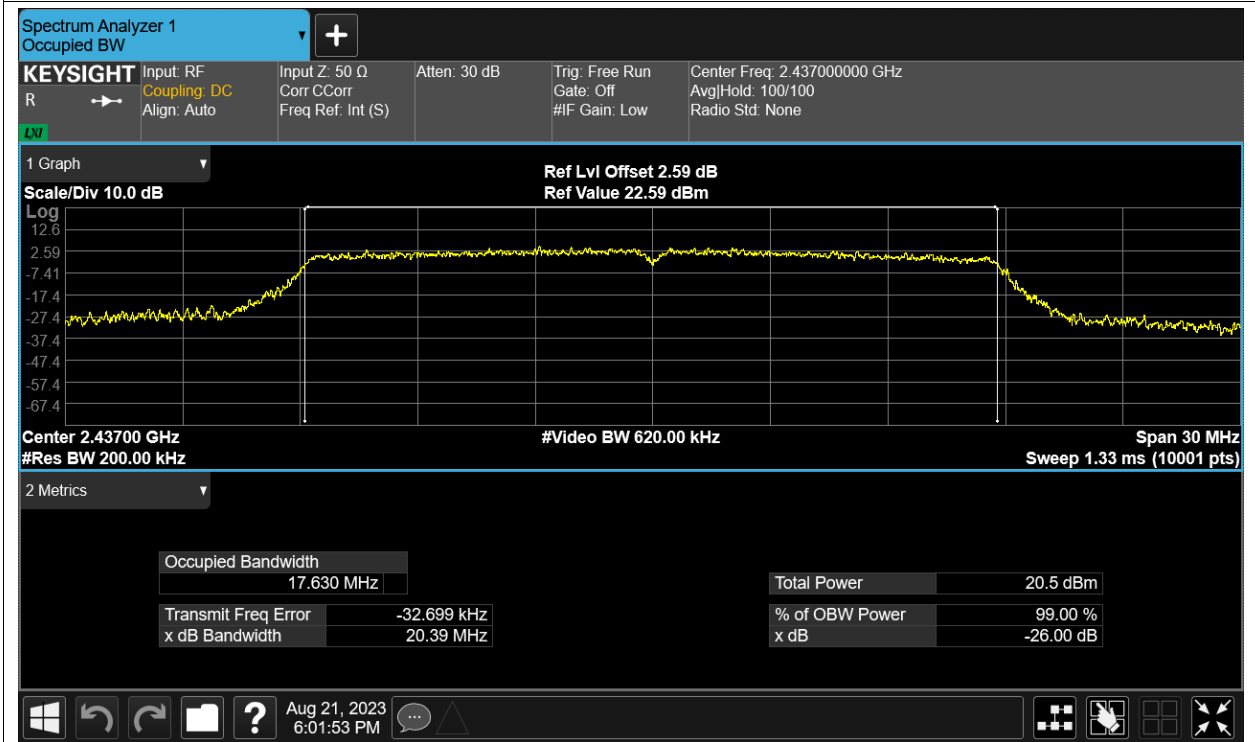 Spectrum Analyzer 1
Occupied BW
KEYSIGHT
R
LXI
Input: RF
Coupling: DC
Align: Auto
Input Z: 50 Ω
Corr CCorr
Freq Ref: Int (S)
Atten: 30 dB
Trig: Free Run
Gate: Off
#IF Gain: Low
Center Freq: 2.437000000 GHz
Avg|Hold: 100/100
Radio Std: None
1 Graph
Scale/Div 10.0 dB
Ref Lvl Offset 2.59 dB
Ref Value 22.59 dBm
Log
12.6
2.59
-7.41
-17.4
-27.4
-37.4
-47.4
-57.4
-67.4
Center 2.43700 GHz
#Video BW 620.00 kHz
Span 30 MHz
#Res BW 200.00 kHz
Sweep 1.33 ms (10001 pts)
2 Metrics
Occupied Bandwidth
17.630 MHz
Total Power 20.5 dBm
Transmit Freq Error -32.699 kHz
% of OBW Power 99.00 %
x dB Bandwidth 20.39 MHz
x dB -26.00 dB
?
Aug 21, 2023
6:01:53 PM